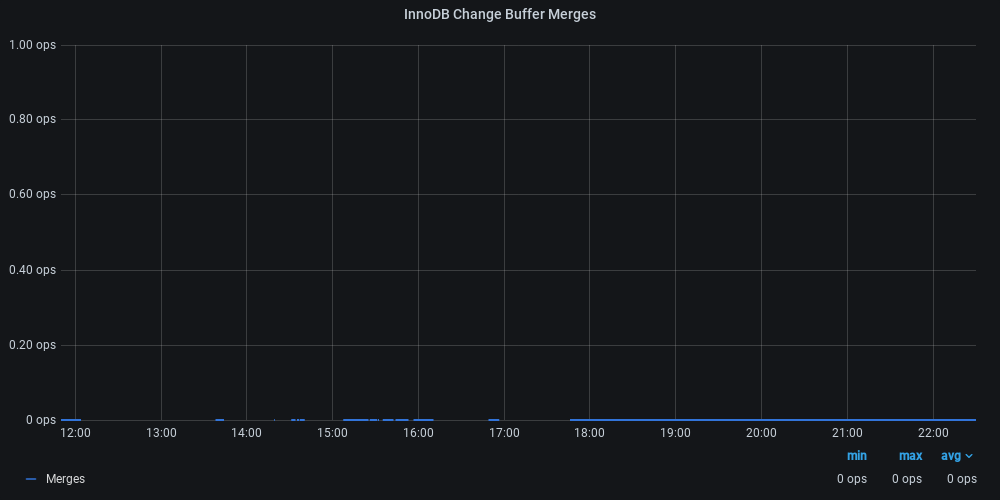 InnoDB Change Buffer Merges
1.00 ops
0.80 ops
0.60 ops
0.40 ops
0.20 ops
0 ops
12:00 13:00 14:00 15:00 16:00 17:00 18:00 19:00 20:00 21:00 22:00
min max avg
Merges 0 ops 0 ops 0 ops